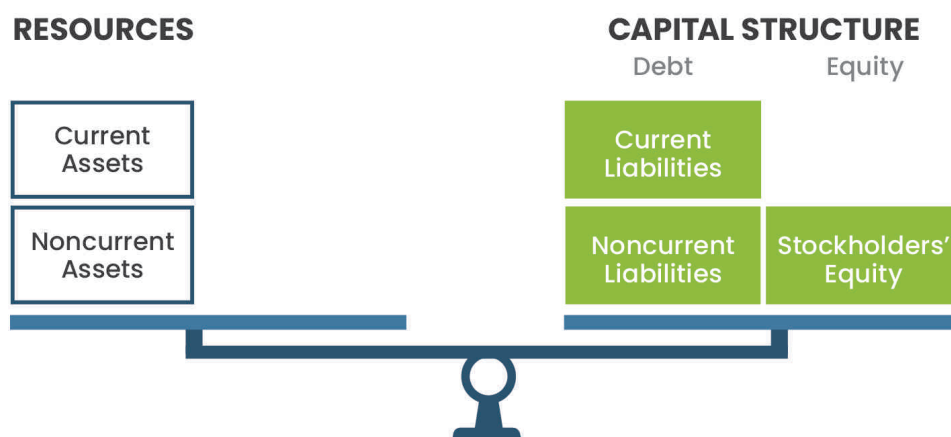 RESOURCES
CAPITAL STRUCTURE
Debt
Equity
Current
Assets
Current
Liabilities
Noncurrent
Assets
Noncurrent
Liabilities
Stockholders’
Equity